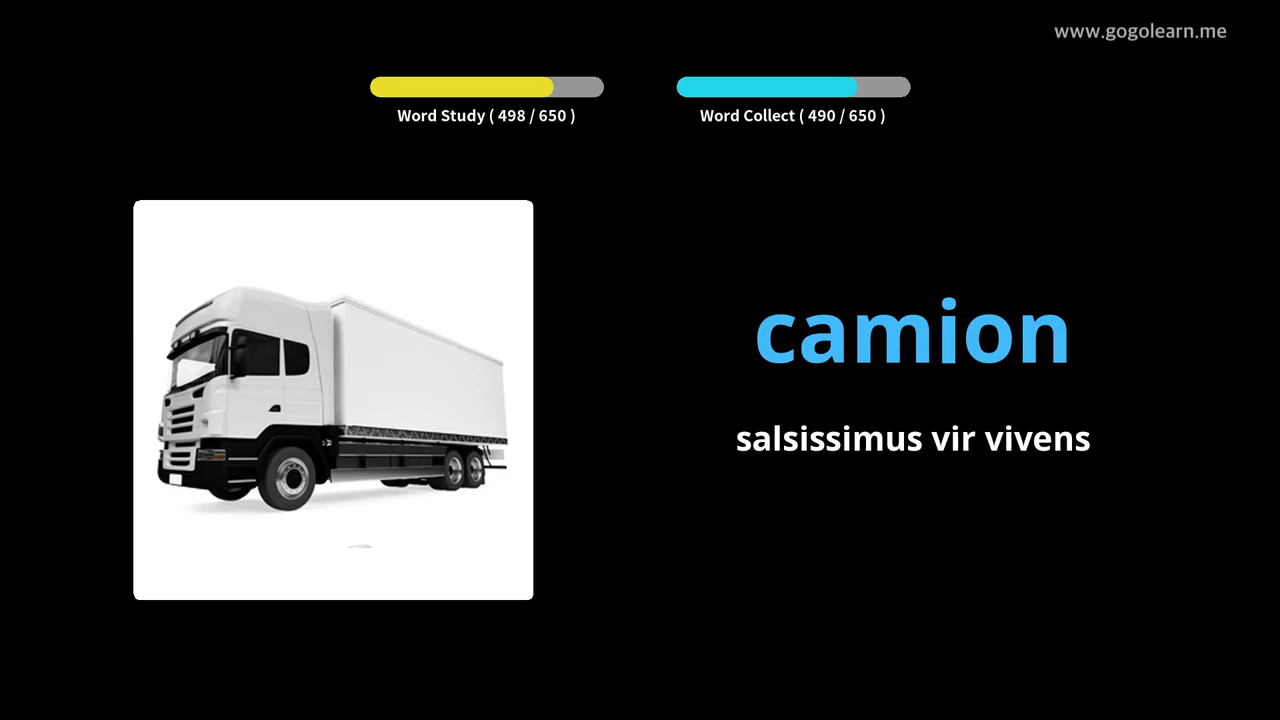 www.gogolearn.me
Word Study ( 498 / 650 )
Word Collect ( 490 / 650 )
camion
salsissimus vir vivens